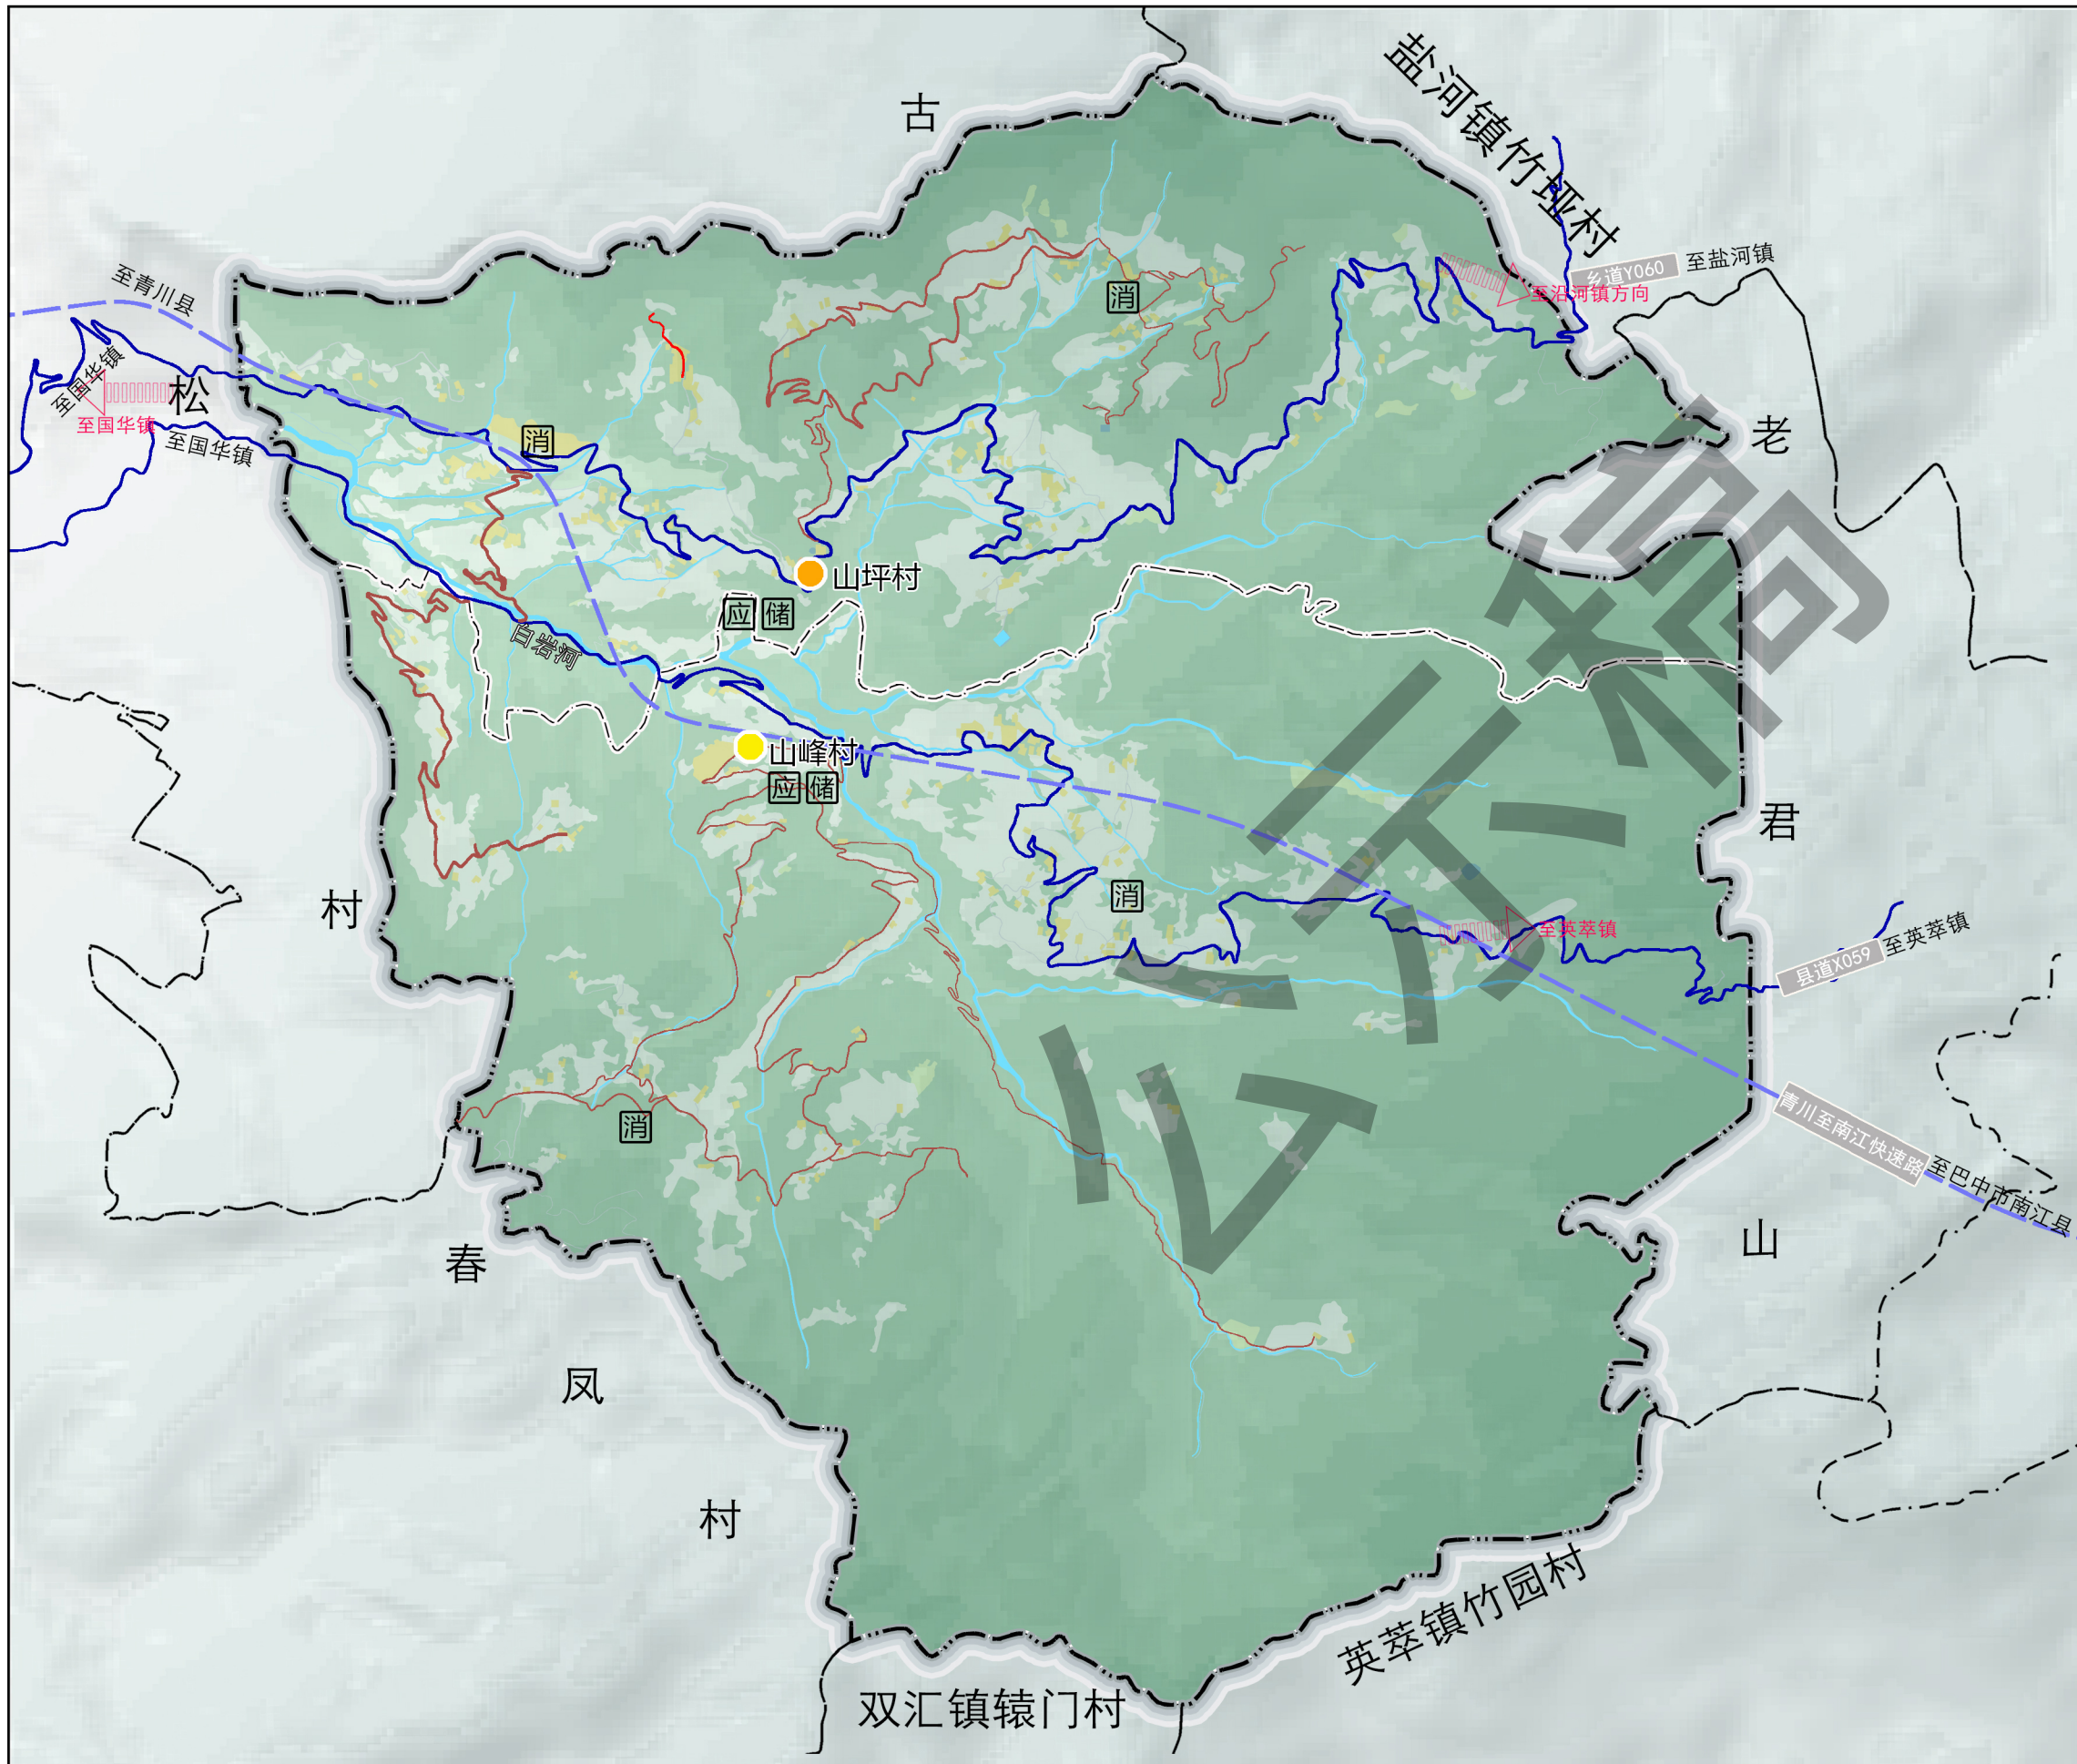 古
盐河镇竹垭村
乡道Y060
至盐河镇
至沿河镇方向
至青川县
至国华镇
至国华镇
至国华镇
松
老
消
消
山坪村
应 储
白岩河
山峰村
应 储
君
村
消
至英萃镇
县道X059
至英萃镇
消
青川至南江快速路
至巴中市南江县
山
春
凤
村
英萃镇竹园村
双汇镇辕门村
公示稿